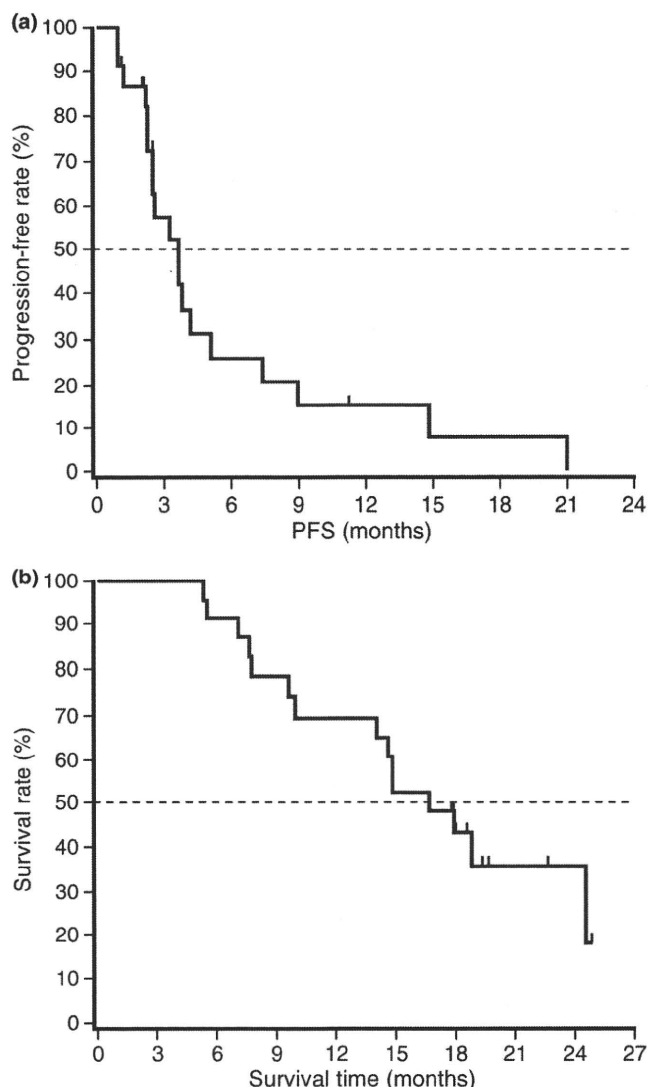 (a)
100
90
80
70
60
50
40
30
20
10
0
Progression-free rate (%)
0 3 6 9 12 15 18 21 24
PFS (months)
(b)
100
90
80
70
60
50
40
30
20
10
0
Survival rate (%)
0 3 6 9 12 15 18 21 24 27
Survival time (months)